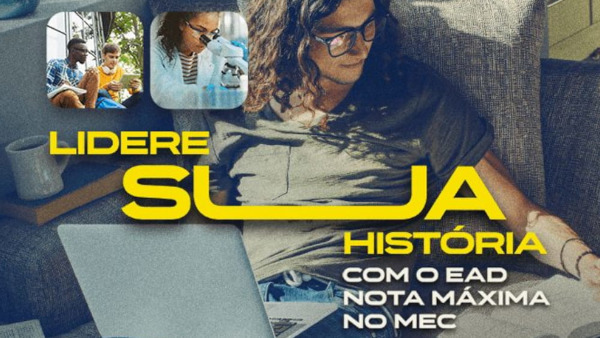 LIDERE
SUA
HISTÓRIA
COM O EAD
NOTA MÁXIMA
NO MEC